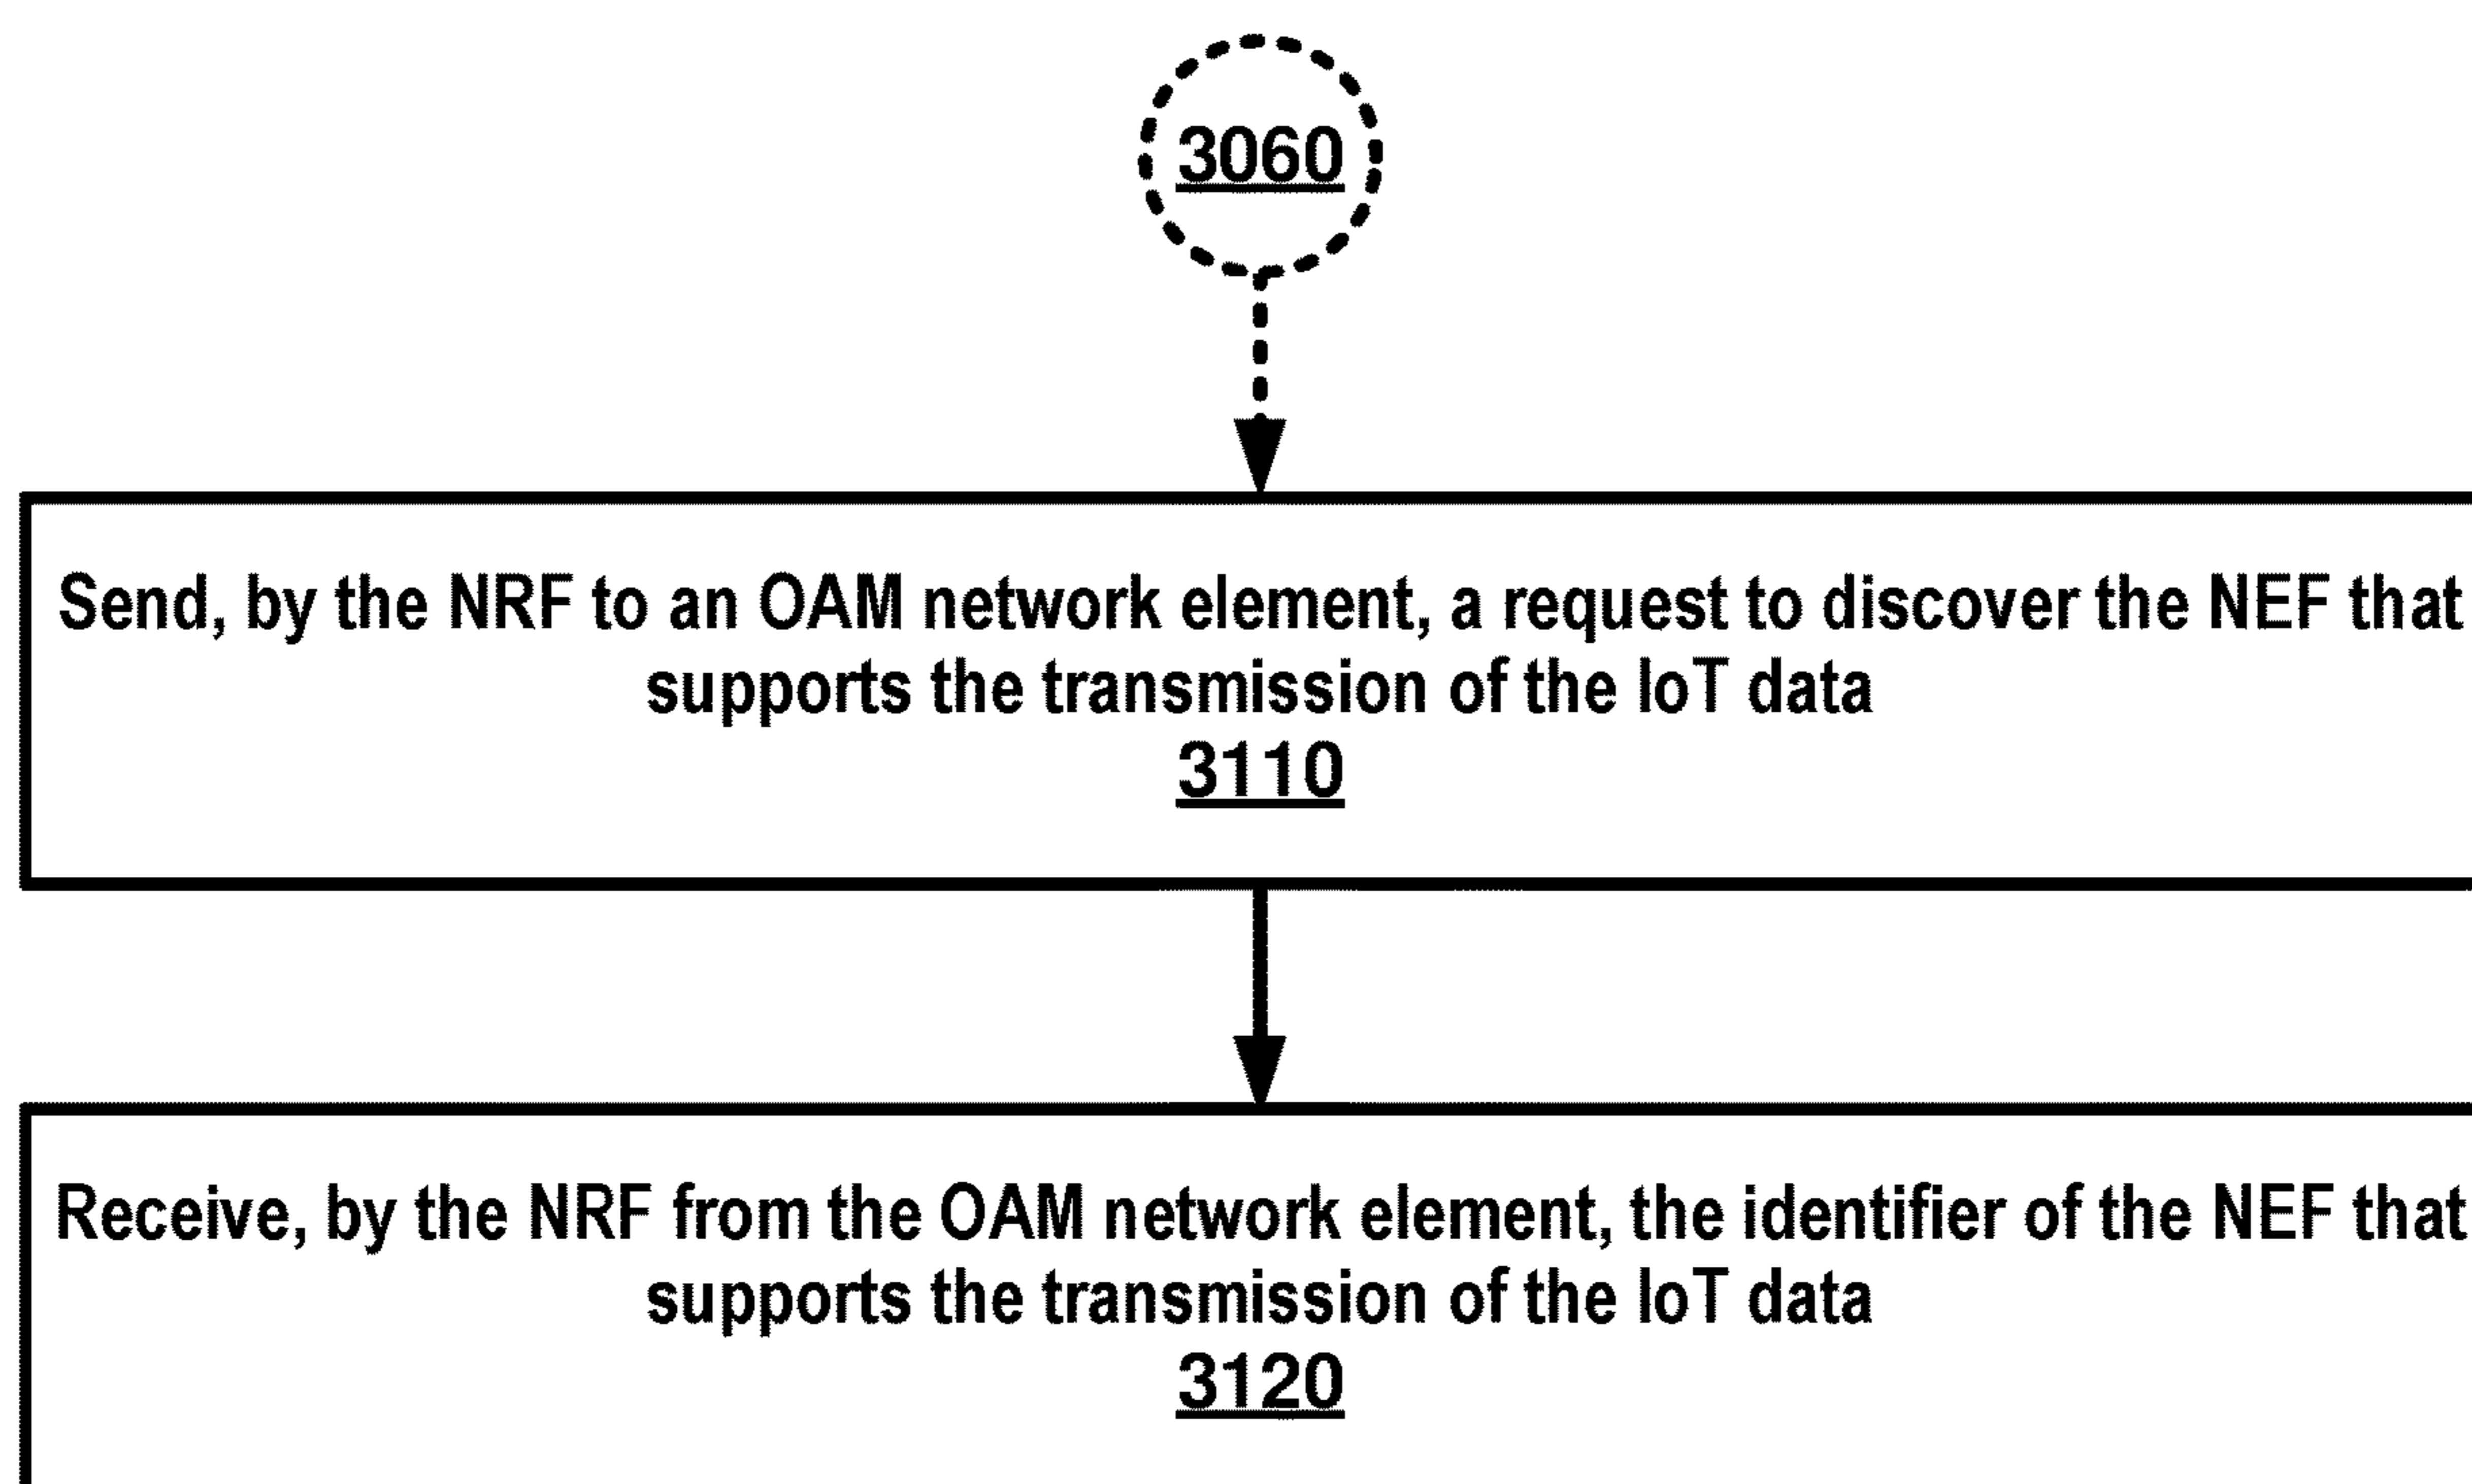 3060
Send, by the NRF to an OAM network element, a request to discover the NEF that
supports the transmission of the IoT data
3110
Receive, by the NRF from the OAM network element, the identifier of the NEF that
supports the transmission of the IoT data
3120